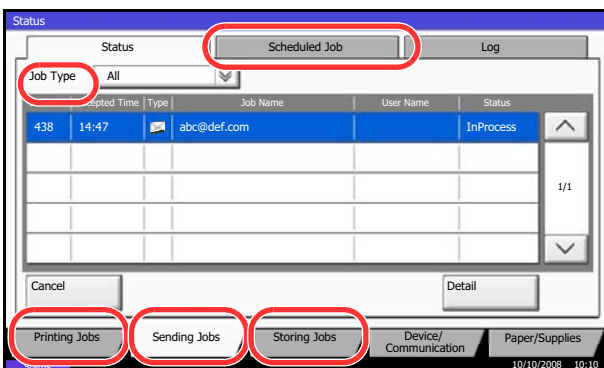 Status
Status Scheduled Job Log
Job Type All
Accepted Time Type Job Name User Name Status
438 14:47 abc@def.com InProcess
1/1
Cancel Detail
Printing Jobs Sending Jobs Storing Jobs Device/
Communication Paper/Supplies
Status 10/10/2008 10:10